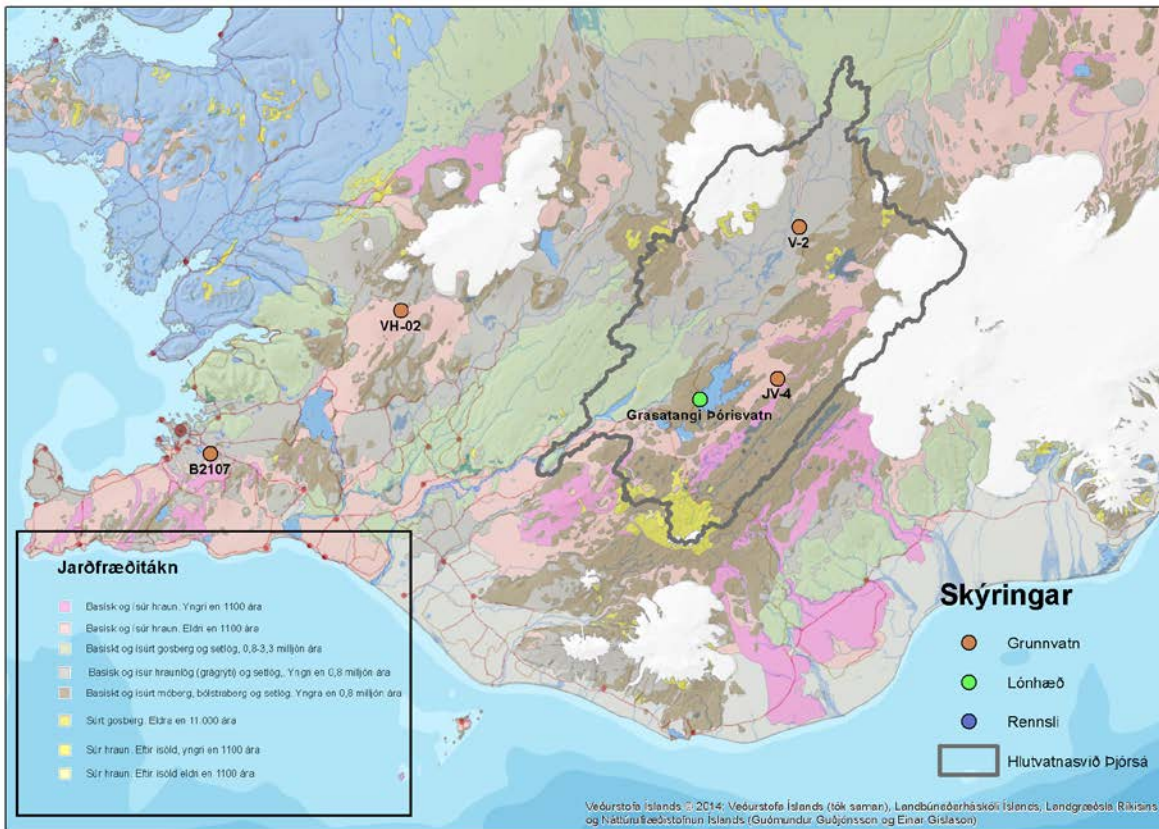 V-2
VH-02
JV-4
Grasatangi Þórisvatn
B2107
Jarðfræðitákn
Basísk og ísúr hraun. Yngri en 1100 ára
Basísk og ísúr hraun. Eldri en 1100 ára
Basískt og ísúrt gosberg og setlög, 0,8-3,3 milljón ára
Basísk og ísúr hraunlög (grágrýti) og setlög, Yngri en 0,8 milljón ára
Basískt og ísúrt móberg, bólstraberg og setlög. Yngra en 0,8 milljón ára
Súrt gosberg. Eldra en 11.000 ára
Súr hraun. Eftir ísöld, yngri en 1100 ára
Súr hraun. Eftir ísöld eldri en 1100 ára
Skýringar
Grunnvatn
Lónhæð
Rennsli
Hlutvatnasvið Þjórsá
Veðurstofa Íslands © 2014: Veðurstofa Íslands (tók saman), Landbúnaðarháskóli Íslands, Landgræðsla Ríkisins
og Náttúrufræðistofnun Íslands (Guðmundur Guðjónsson og Einar Gíslason)